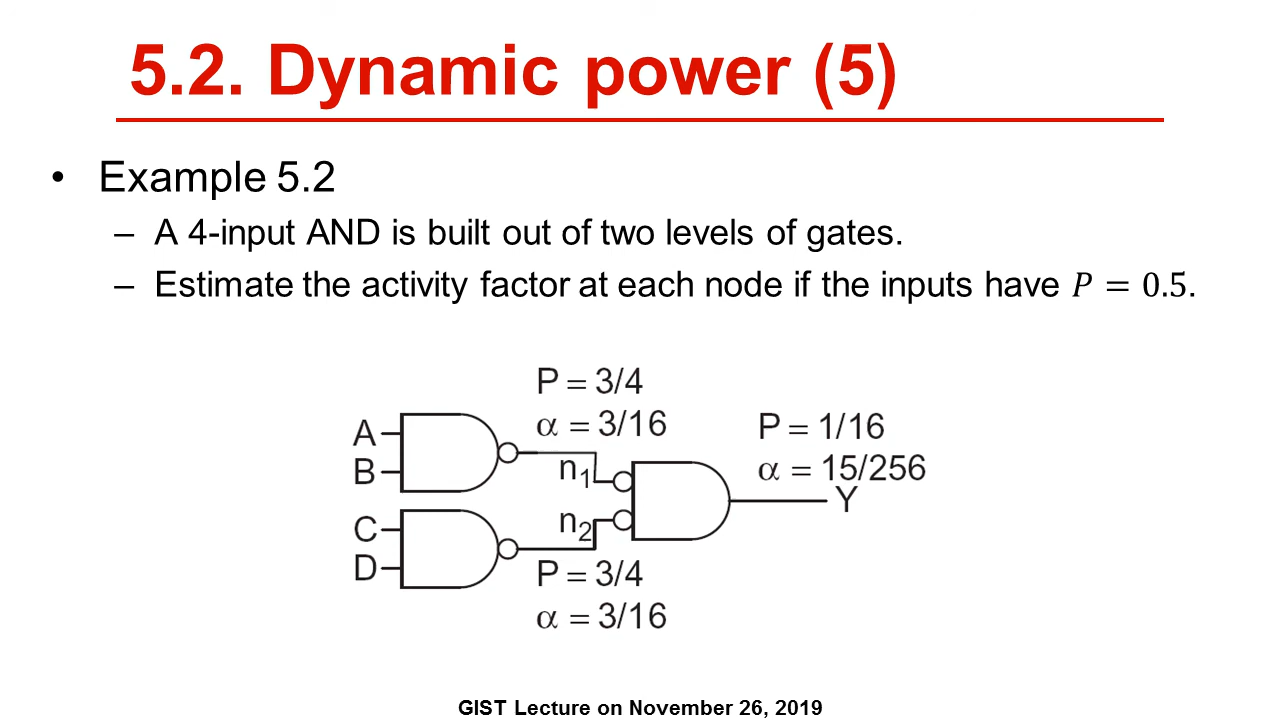 5.2. Dynamic power (5)
• Example 5.2
– A 4-input AND is built out of two levels of gates.
– Estimate the activity factor at each node if the inputs have P = 0.5.
P = 3/4
α = 3/16
P = 1/16
α = 15/256
A
B
n₁
Y
C
D
n₂
P = 3/4
α = 3/16
GIST Lecture on November 26, 2019